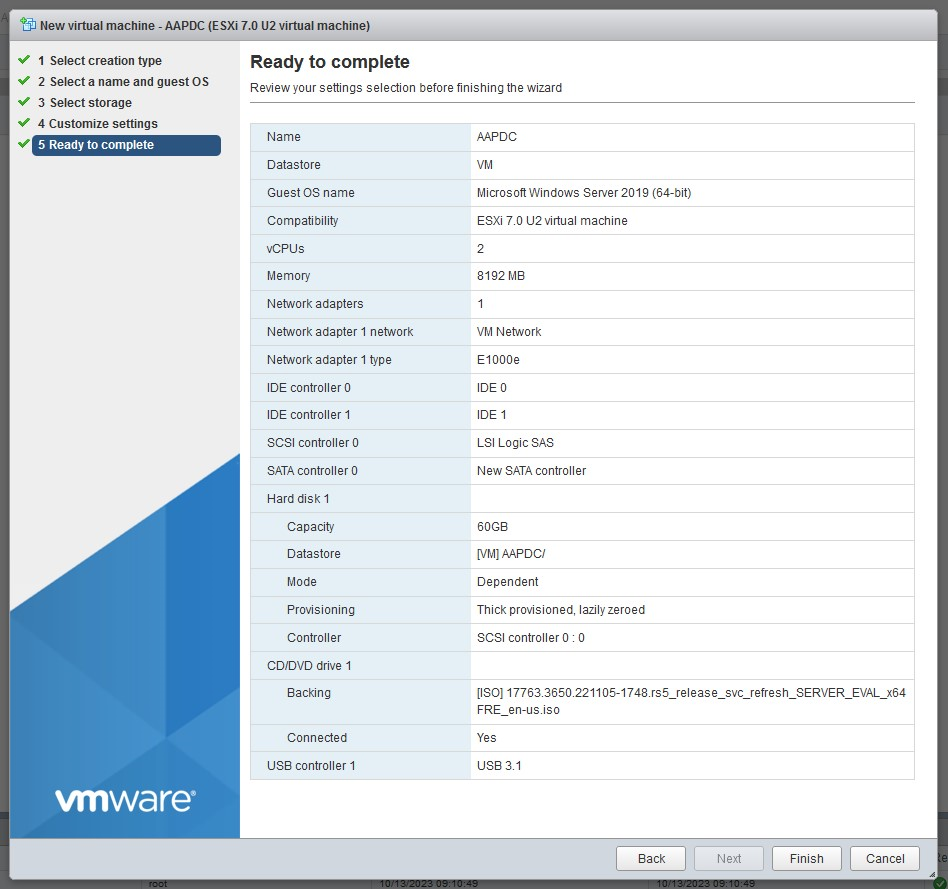 New virtual machine - AAPDC (ESXi 7.0 U2 virtual machine)
1 Select creation type
2 Select a name and guest OS
3 Select storage
4 Customize settings
5 Ready to complete
Ready to complete
Review your settings selection before finishing the wizard
Name AAPDC
Datastore VM
Guest OS name Microsoft Windows Server 2019 (64-bit)
Compatibility ESXi 7.0 U2 virtual machine
vCPUs 2
Memory 8192 MB
Network adapters 1
Network adapter 1 network VM Network
Network adapter 1 type E1000e
IDE controller 0 IDE 0
IDE controller 1 IDE 1
SCSI controller 0 LSI Logic SAS
SATA controller 0 New SATA controller
Hard disk 1
Capacity 60GB
Datastore [VM] AAPDC/
Mode Dependent
Provisioning Thick provisioned, lazily zeroed
Controller SCSI controller 0 : 0
CD/DVD drive 1
Backing [ISO] 17763.3650.221105-1748.rs5_release_svc_refresh_SERVER_EVAL_x64
FRE_en-us.iso
Connected Yes
USB controller 1 USB 3.1
vmware®
Back Next Finish Cancel
root 10/13/2023 09:10:49 10/13/2023 09:10:49